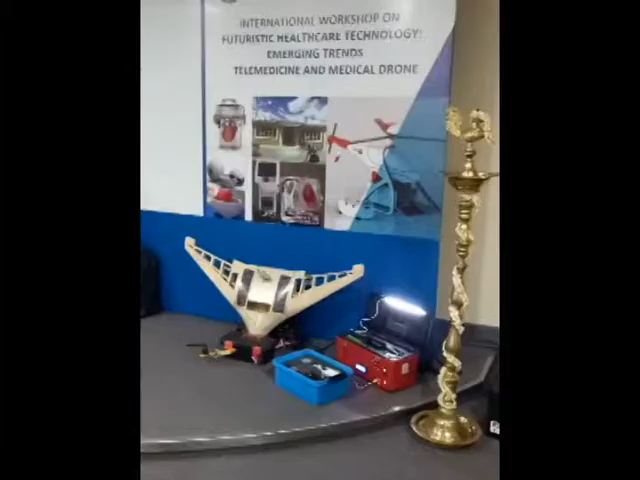 INTERNATIONAL WORKSHOP ON
FUTURISTIC HEALTHCARE TECHNOLOGY:
EMERGING TRENDS
TELEMEDICINE AND MEDICAL DRONE